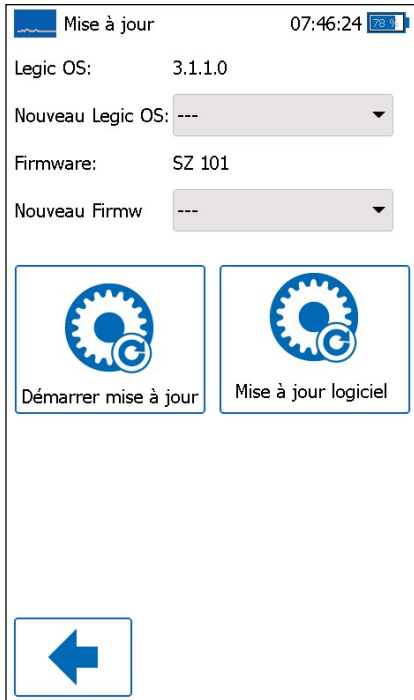 Mise à jour 07:46:24 78 %
Legic OS: 3.1.1.0
Nouveau Legic OS: ---
Firmware: SZ 101
Nouveau Firmw ---
Démarrer mise à jour Mise à jour logiciel